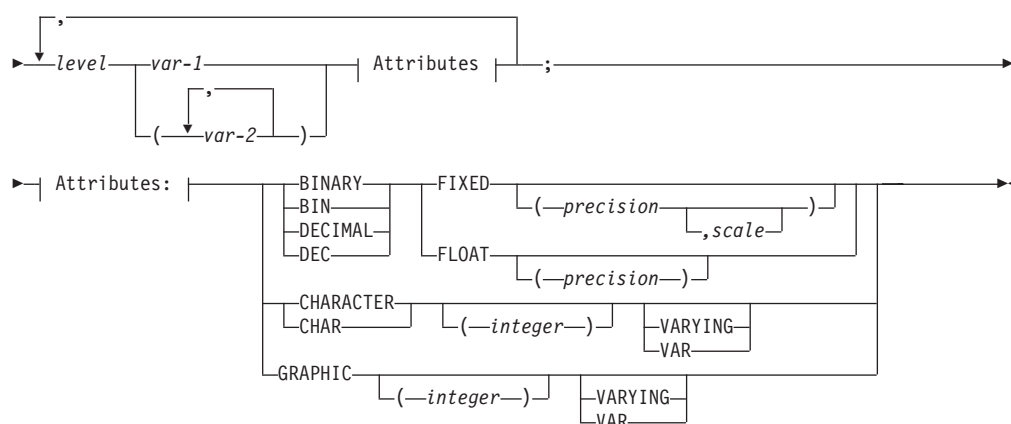 ,
level var-1 Attributes ;
,
( var-2 )
Attributes: BINARY FIXED
BIN ( precision )
DECIMAL ,scale
DEC FLOAT
( precision )
CHARACTER
CHAR ( integer ) VARYING
VAR
GRAPHIC
( integer ) VARYING
VAR